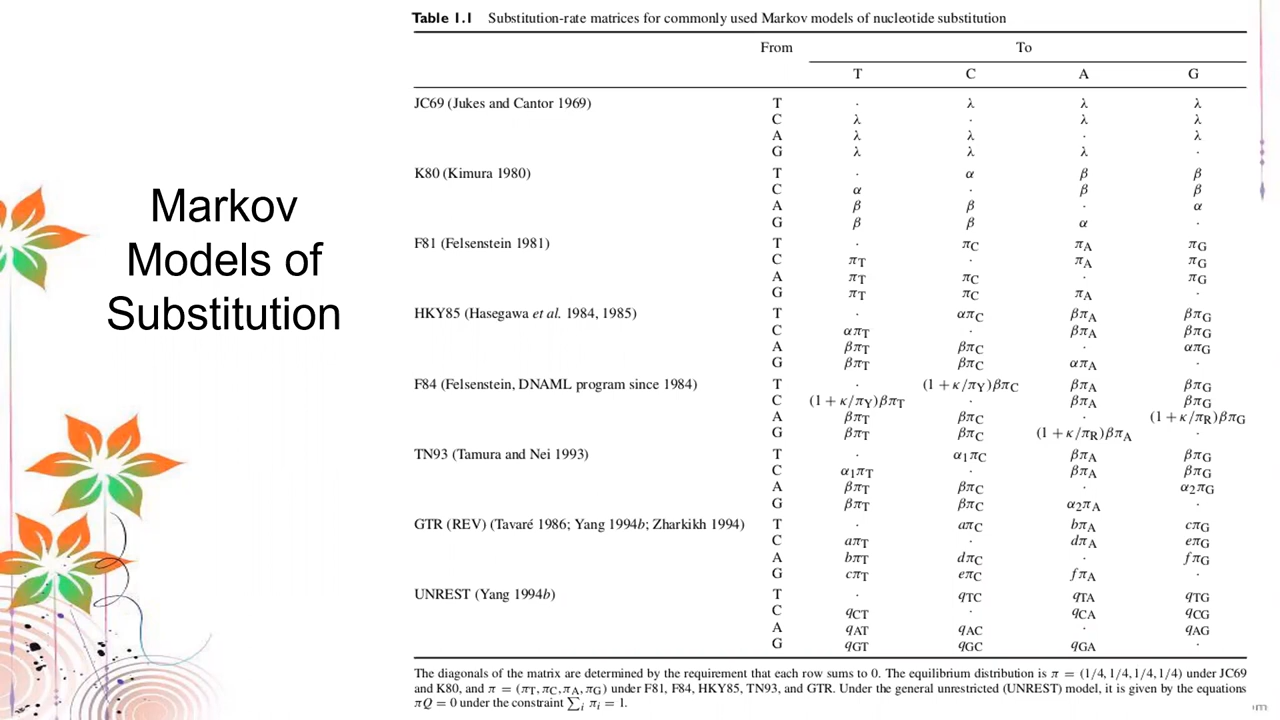 Markov
Models of
Substitution
Table 1.1 Substitution-rate matrices for commonly used Markov models of nucleotide substitution
From To
T C A G
JC69 (Jukes and Cantor 1969) T · λ λ λ
C λ · λ λ
A λ λ · λ
G λ λ λ ·
K80 (Kimura 1980) T · α β β
C α · β β
A β β · α
G β β α ·
F81 (Felsenstein 1981) T · πC πA πG
C πT · πA πG
A πT πC · πG
G πT πC πA ·
HKY85 (Hasegawa et al. 1984, 1985) T · απC βπA βπG
C απT · βπA βπG
A βπT βπC · απG
G βπT βπC απA ·
F84 (Felsenstein, DNAML program since 1984) T · (1 + κ/πY)βπC βπA βπG
C (1 + κ/πY)βπT · βπA βπG
A βπT βπC · (1 + κ/πR)βπG
G βπT βπC (1 + κ/πR)βπA ·
TN93 (Tamura and Nei 1993) T · α1πC βπA βπG
C α1πT · βπA βπG
A βπT βπC · α2πG
G βπT βπC α2πA ·
GTR (REV) (Tavaré 1986; Yang 1994b; Zharkikh 1994) T · aπC bπA cπG
C aπT · dπA eπG
A bπT dπC · fπG
G cπT eπC fπA ·
UNREST (Yang 1994b) T · qTC qTA qTG
C qCT · qCA qCG
A qAT qAC · qAG
G qGT qGC qGA ·
The diagonals of the matrix are determined by the requirement that each row sums to 0. The equilibrium distribution is π = (1/4, 1/4, 1/4, 1/4) under JC69
and K80, and π = (πT, πC, πA, πG) under F81, F84, HKY85, TN93, and GTR. Under the general unrestricted (UNREST) model, it is given by the equations
πQ = 0 under the constraint ∑i πi = 1.